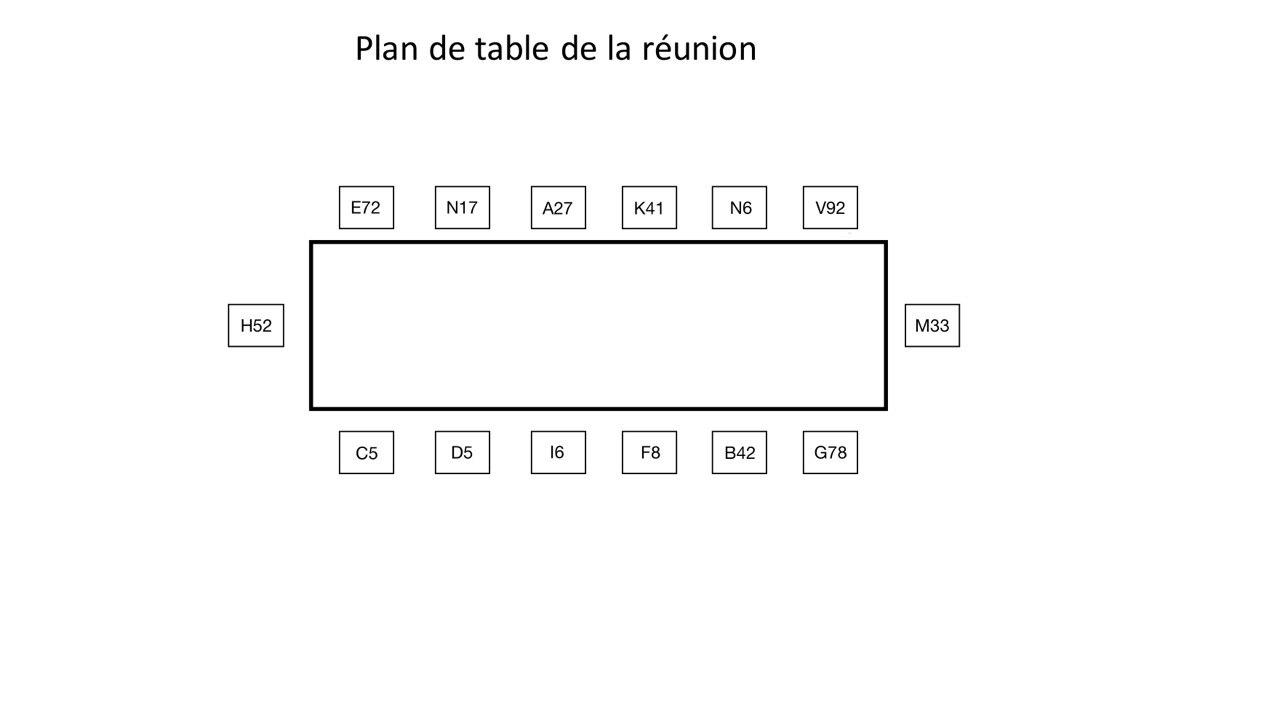 Plan de table de la réunion
E72 N17 A27 K41 N6 V92
H52 M33
C5 D5 I6 F8 B42 G78